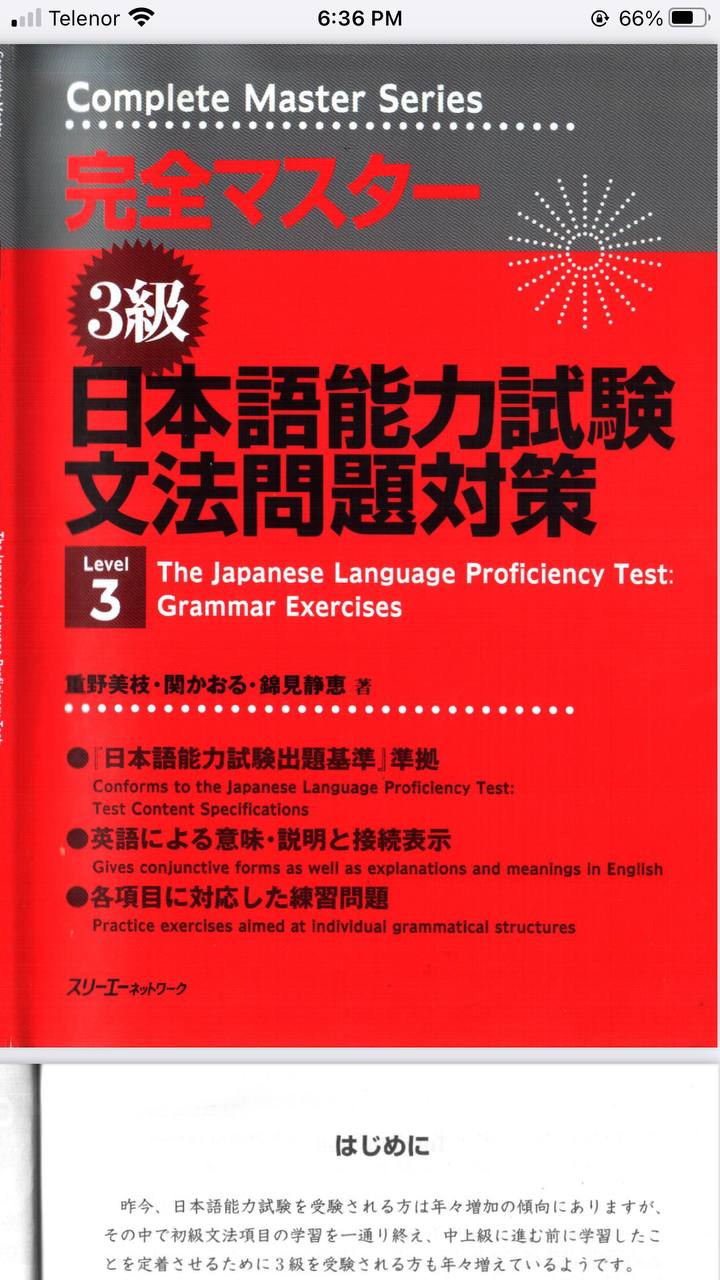 Telenor 6:36 PM 66%
Complete Master Series
完全マスター
3級
日本語能力試験
文法問題対策
Level
3
The Japanese Language Proficiency Test:
Grammar Exercises
重野美枝・関かおる・錦見静恵 著
●『日本語能力試験出題基準』準拠
Conforms to the Japanese Language Proficiency Test:
Test Content Specifications
●英語による意味・説明と接続表示
Gives conjunctive forms as well as explanations and meanings in English
●各項目に対応した練習問題
Practice exercises aimed at individual grammatical structures
スリーエーネットワーク
はじめに
昨今、日本語能力試験を受験される方は年々増加の傾向にありますが、
その中で初級文法項目の学習を一通り終え、中上級に進む前に学習したこ
とを定着させるために3級を受験される方も年々増えているようです。